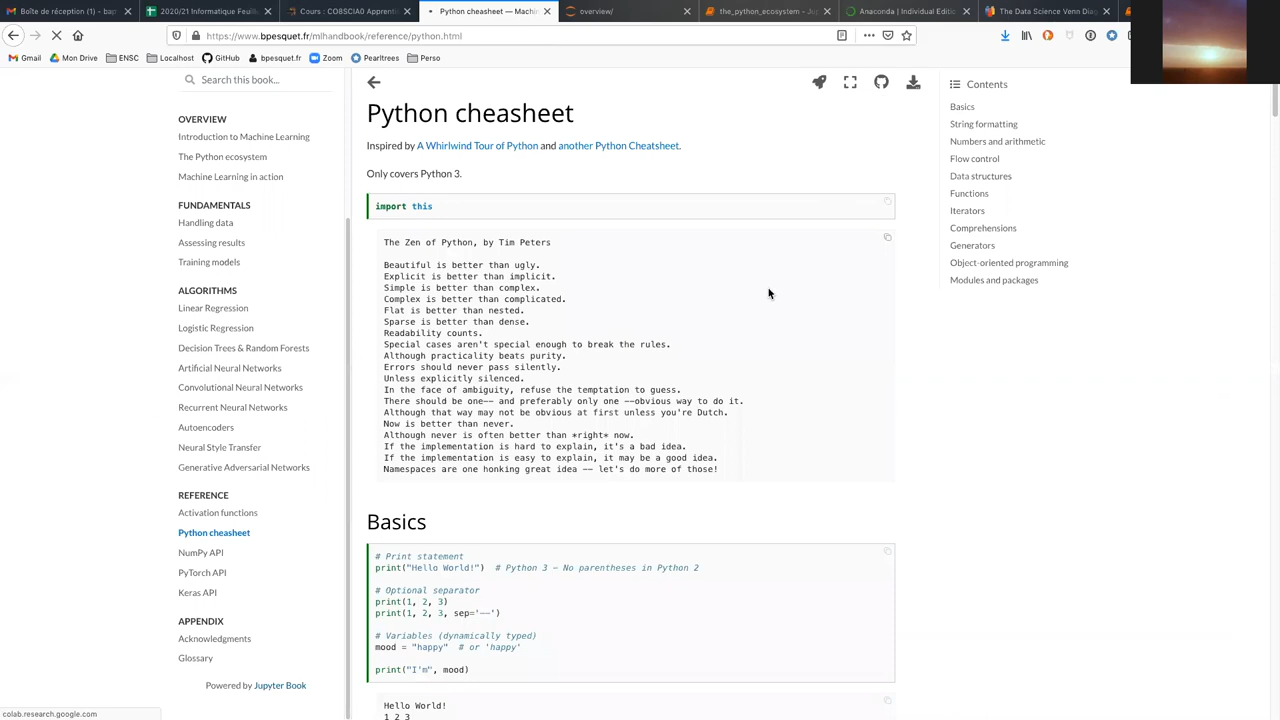 Boîte de réception (1) - bap
2020/21 Informatique Feuill
Cours : CO8SCIA0 Apprenti
Python cheasheet — Machi
overview/
the_python_ecosystem - Jup
Anaconda | Individual Editi
The Data Science Venn Diag
https://www.bpesquet.fr/mlhandbook/reference/python.html
Gmail
Mon Drive
ENSC
Localhost
GitHub
bpesquet.fr
Zoom
Pearltrees
Perso
Search this book...
OVERVIEW
Introduction to Machine Learning
The Python ecosystem
Machine Learning in action
FUNDAMENTALS
Handling data
Assessing results
Training models
ALGORITHMS
Linear Regression
Logistic Regression
Decision Trees & Random Forests
Artificial Neural Networks
Convolutional Neural Networks
Recurrent Neural Networks
Autoencoders
Neural Style Transfer
Generative Adversarial Networks
REFERENCE
Activation functions
Python cheasheet
NumPy API
PyTorch API
Keras API
APPENDIX
Acknowledgments
Glossary
Powered by Jupyter Book
colab.research.google.com
Python cheasheet
Inspired by A Whirlwind Tour of Python and another Python Cheatsheet.
Only covers Python 3.
import this
The Zen of Python, by Tim Peters
Beautiful is better than ugly.
Explicit is better than implicit.
Simple is better than complex.
Complex is better than complicated.
Flat is better than nested.
Sparse is better than dense.
Readability counts.
Special cases aren't special enough to break the rules.
Although practicality beats purity.
Errors should never pass silently.
Unless explicitly silenced.
In the face of ambiguity, refuse the temptation to guess.
There should be one-- and preferably only one --obvious way to do it.
Although that way may not be obvious at first unless you're Dutch.
Now is better than never.
Although never is often better than *right* now.
If the implementation is hard to explain, it's a bad idea.
If the implementation is easy to explain, it may be a good idea.
Namespaces are one honking great idea -- let's do more of those!
Basics
# Print statement
print("Hello World!")  # Python 3 - No parentheses in Python 2
# Optional separator
print(1, 2, 3)
print(1, 2, 3, sep='--')
# Variables (dynamically typed)
mood = "happy"  # or 'happy'
print("I'm", mood)
Hello World!
1 2 3
Contents
Basics
String formatting
Numbers and arithmetic
Flow control
Data structures
Functions
Iterators
Comprehensions
Generators
Object-oriented programming
Modules and packages